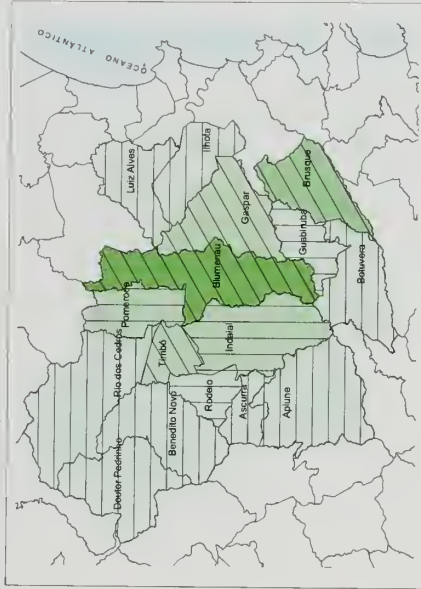 OCEANO ATLÂNTICO
Luiz Alves
Ilhota
Gaspar
Brusque
Guabiruba
Botuverá
Blumenau
Pomerode
Rio dos Cedros
Timbó
Indaial
Doutor Pedrinho
Benedito Novo
Rodeio
Ascurra
Apiúna